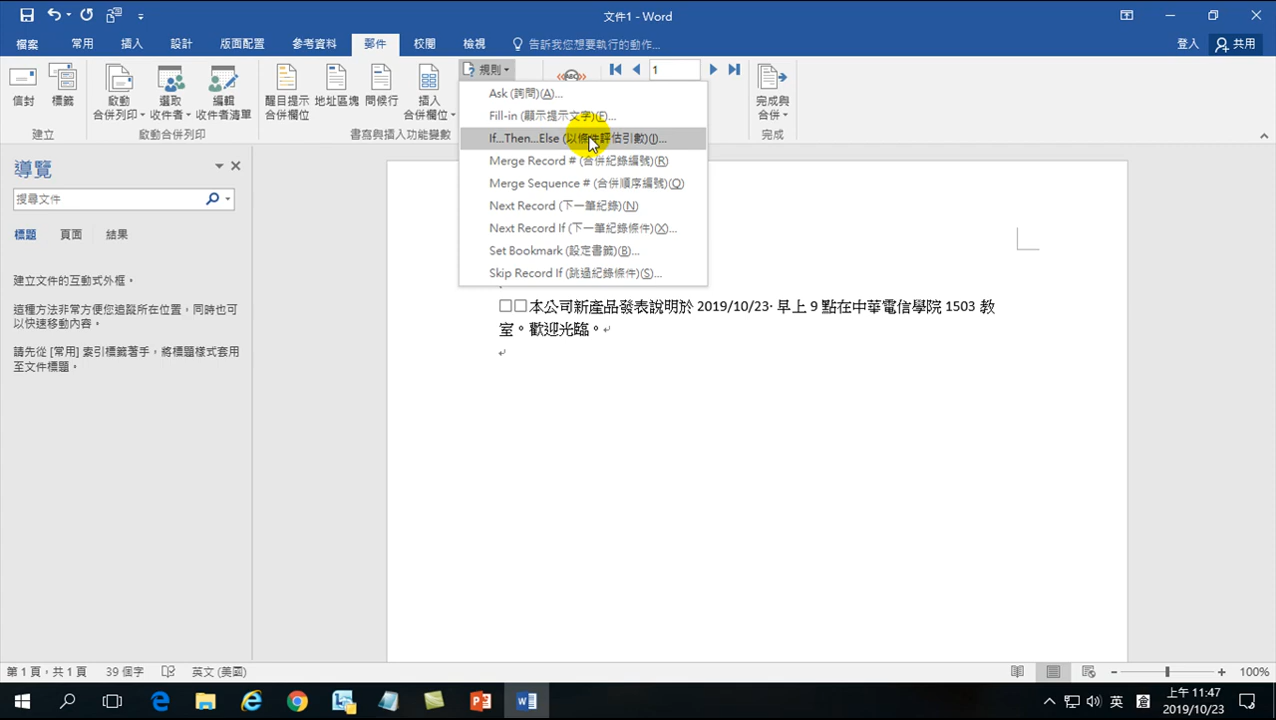 文件1 - Word
檔案 常用 插入 設計 版面配置 參考資料 郵件 校閱 檢視 告訴我您想要執行的動作... 登入 共用
信封 標籤 啟動合併列印 選取收件者 編輯收件者清單 醒目提示合併欄位 地址區塊 問候行 插入合併欄位 規則 ABC 1 完成與合併
建立 啟動合併列印 書寫與插入功能變數 完成
Ask (詢問)(A)...
Fill-in (顯示提示文字)(F)...
If...Then...Else (以條件評估引數)(I)...
Merge Record # (合併紀錄編號)(R)
Merge Sequence # (合併順序編號)(Q)
Next Record (下一筆紀錄)(N)
Next Record If (下一筆紀錄條件)(X)...
Set Bookmark (設定書籤)(B)...
Skip Record If (跳過紀錄條件)(S)...
導覽
搜尋文件
標題 頁面 結果
建立文件的互動式外框。
這種方法非常方便您追蹤所在位置，同時也可
以快速移動內容。
請先從 [常用] 索引標籤著手，將標題樣式套用
至文件標題。
□□本公司新產品發表說明於 2019/10/23· 早上 9 點在中華電信學院 1503 教
室。歡迎光臨。
第 1 頁，共 1 頁 39 個字 英文 (美國) 100%
英 上午 11:47
2019/10/23